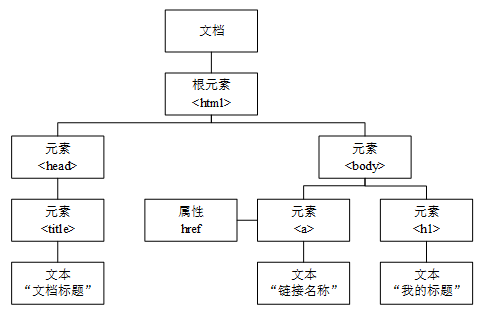 文档
根元素
<html>
元素
<head>
元素
<body>
元素
<title>
属性
href
元素
<a>
元素
<h1>
文本
“文档标题”
文本
“链接名称”
文本
“我的标题”